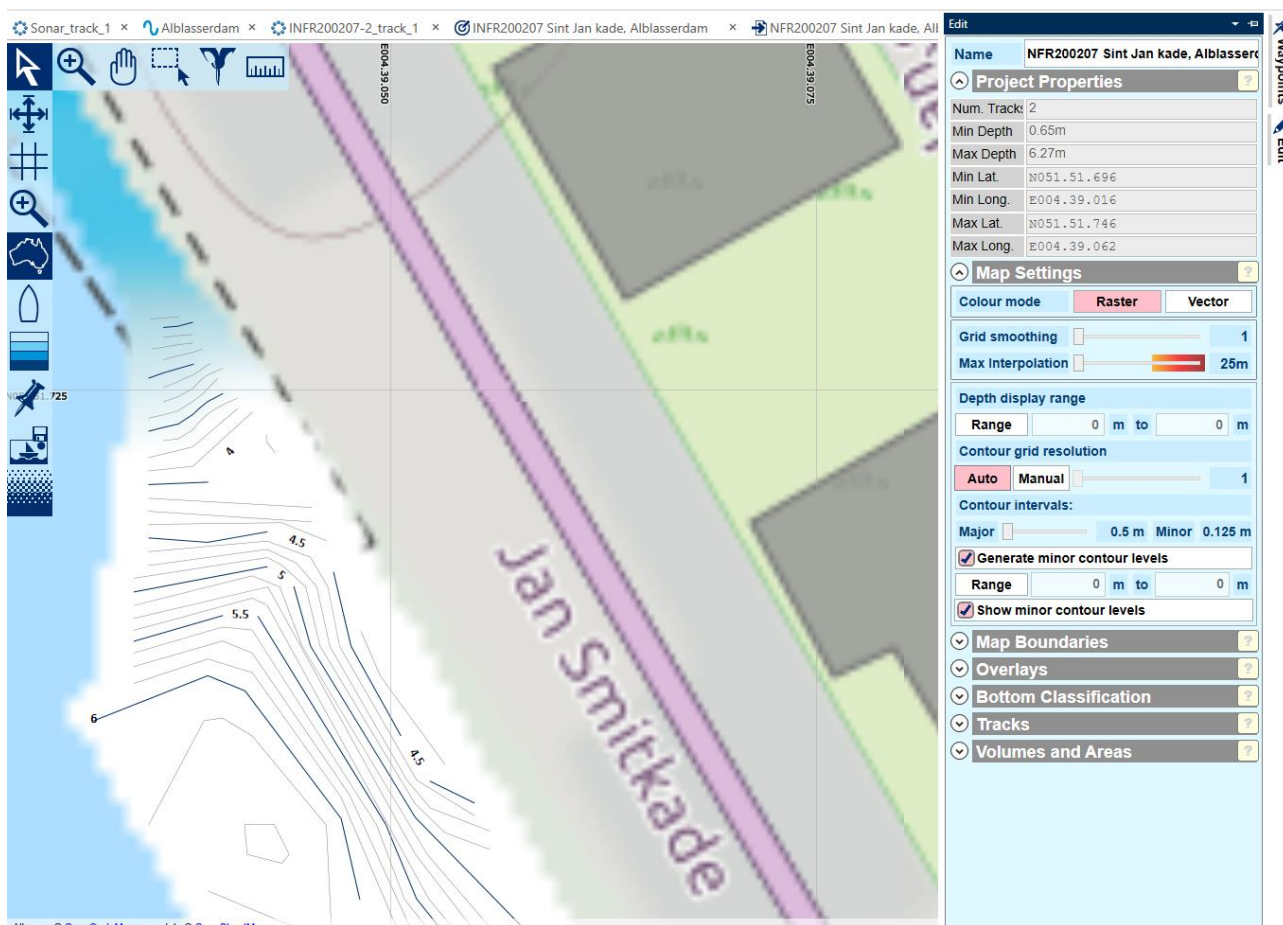 Sonar_track_1 × Alblasserdam × INFR200207-2_track_1 × INFR200207 Sint Jan kade, Alblasserdam × NFR200207 Sint Jan kade, Al
Edit
Waypoints
Edit
Name NFR200207 Sint Jan kade, Alblasser
Project Properties ?
Num. Tracks 2
Min Depth 0.65m
Max Depth 6.27m
Min Lat. N051.51.696
Min Long. E004.39.016
Max Lat. N051.51.746
Max Long. E004.39.062
Map Settings ?
Colour mode Raster Vector
Grid smoothing 1
Max Interpolation 25m
Depth display range
Range 0 m to 0 m
Contour grid resolution
Auto Manual 1
Contour intervals:
Major 0.5 m Minor 0.125 m
Generate minor contour levels
Range 0 m to 0 m
Show minor contour levels
Map Boundaries ?
Overlays ?
Bottom Classification ?
Tracks ?
Volumes and Areas ?
E004.39.050
E004.39.075
.725
4
4.5
5
5.5
6
4.5
Jan Smitkade